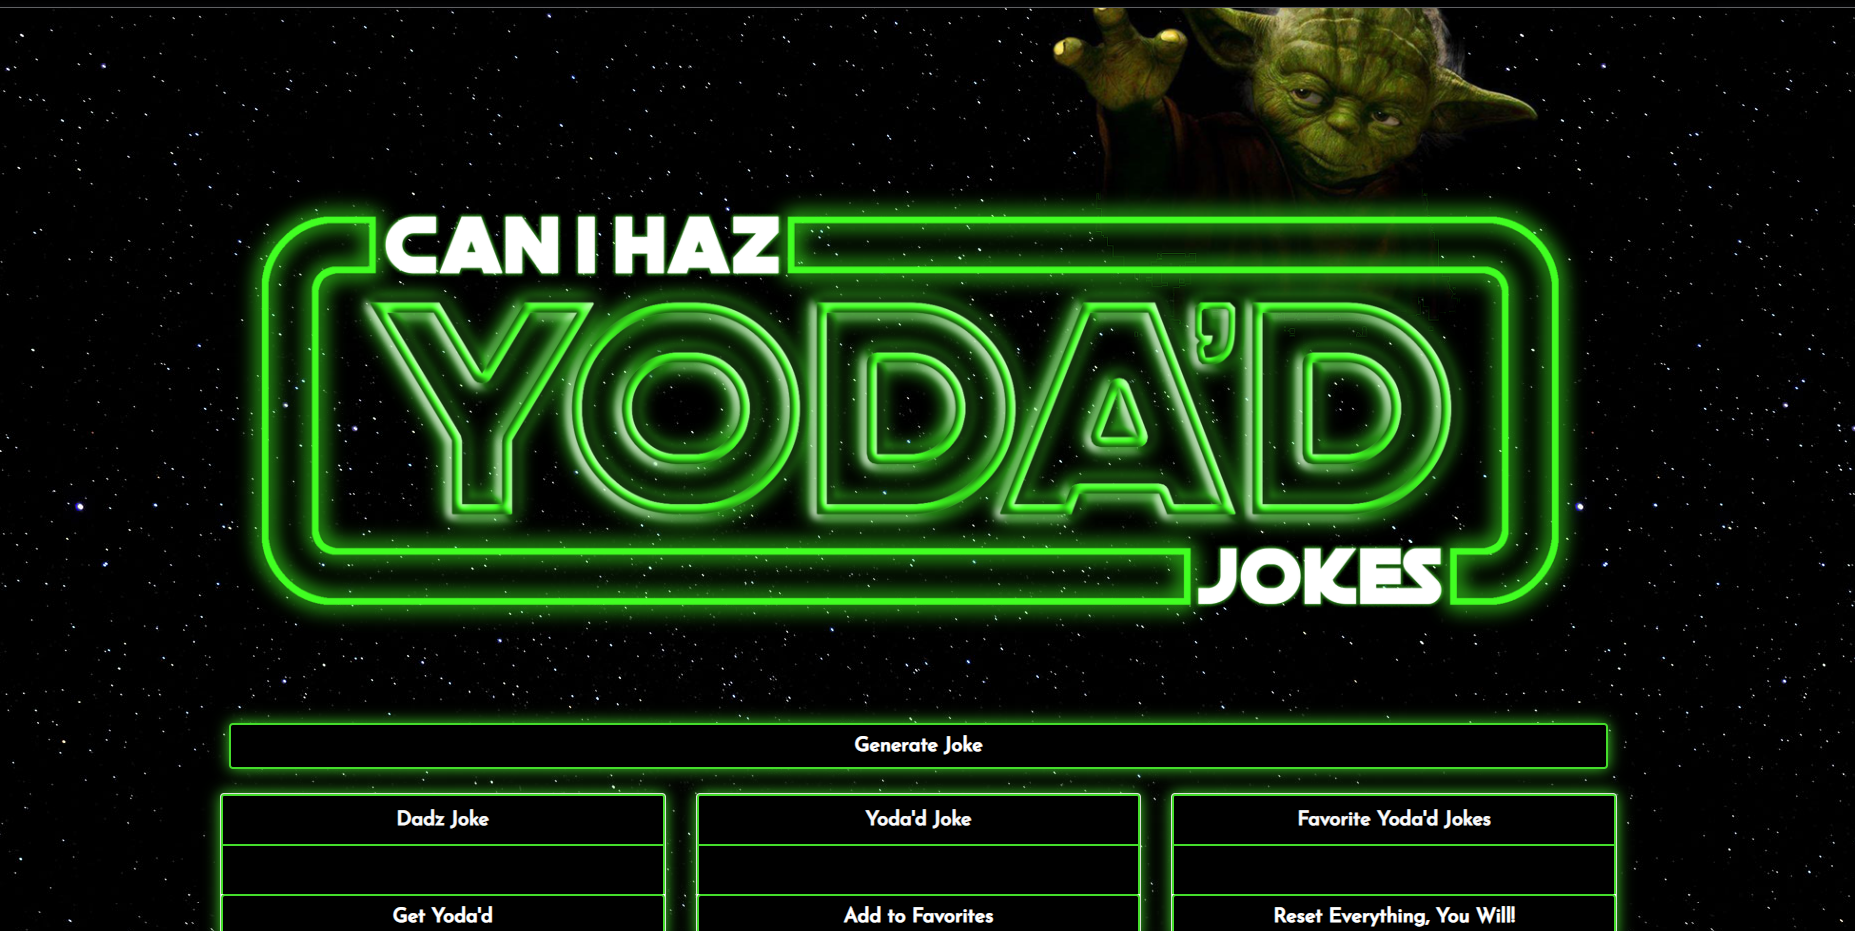 CAN I HAZ
YODA'D
JOKES
Generate Joke
Dadz Joke
Yoda'd Joke
Favorite Yoda'd Jokes
Get Yoda'd
Add to Favorites
Reset Everything, You Will!